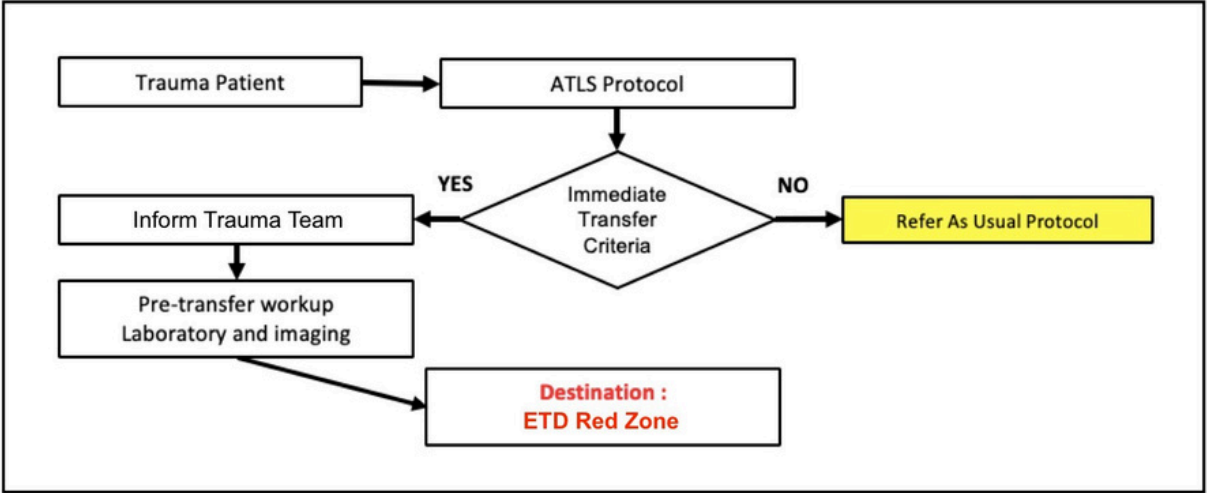 Trauma Patient
ATLS Protocol
Immediate
Transfer
Criteria
YES
NO
Inform Trauma Team
Refer As Usual Protocol
Pre-transfer workup
Laboratory and imaging
Destination :
ETD Red Zone